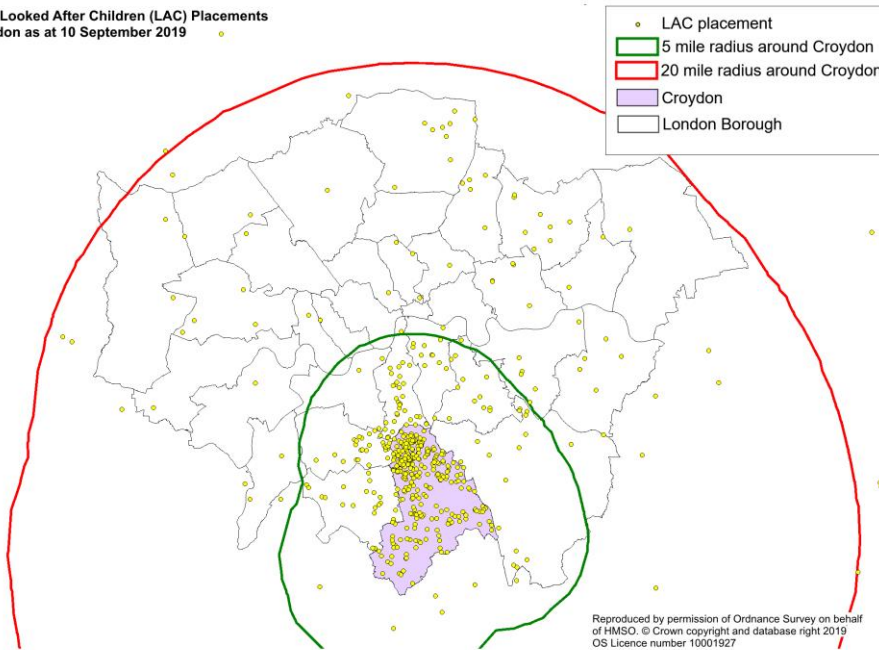 Looked After Children (LAC) Placements
don as at 10 September 2019
LAC placement
5 mile radius around Croydon
20 mile radius around Croydon
Croydon
London Borough
Reproduced by permission of Ordnance Survey on behalf
of HMSO. © Crown copyright and database right 2019
OS Licence number 10001927